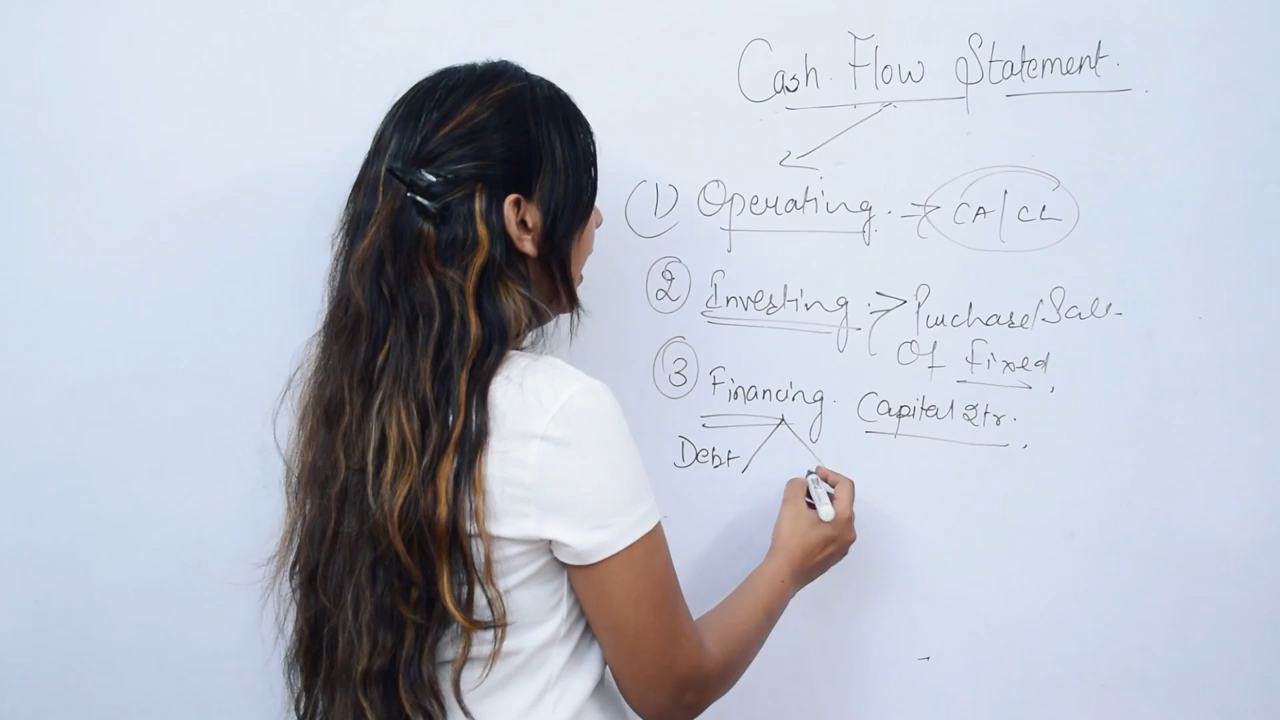 Cash Flow Statement.
① Operating. → CA/CL
② Investing → Purchase/Sale
Of fixed,
③ Financing. Capital Str.
Debt